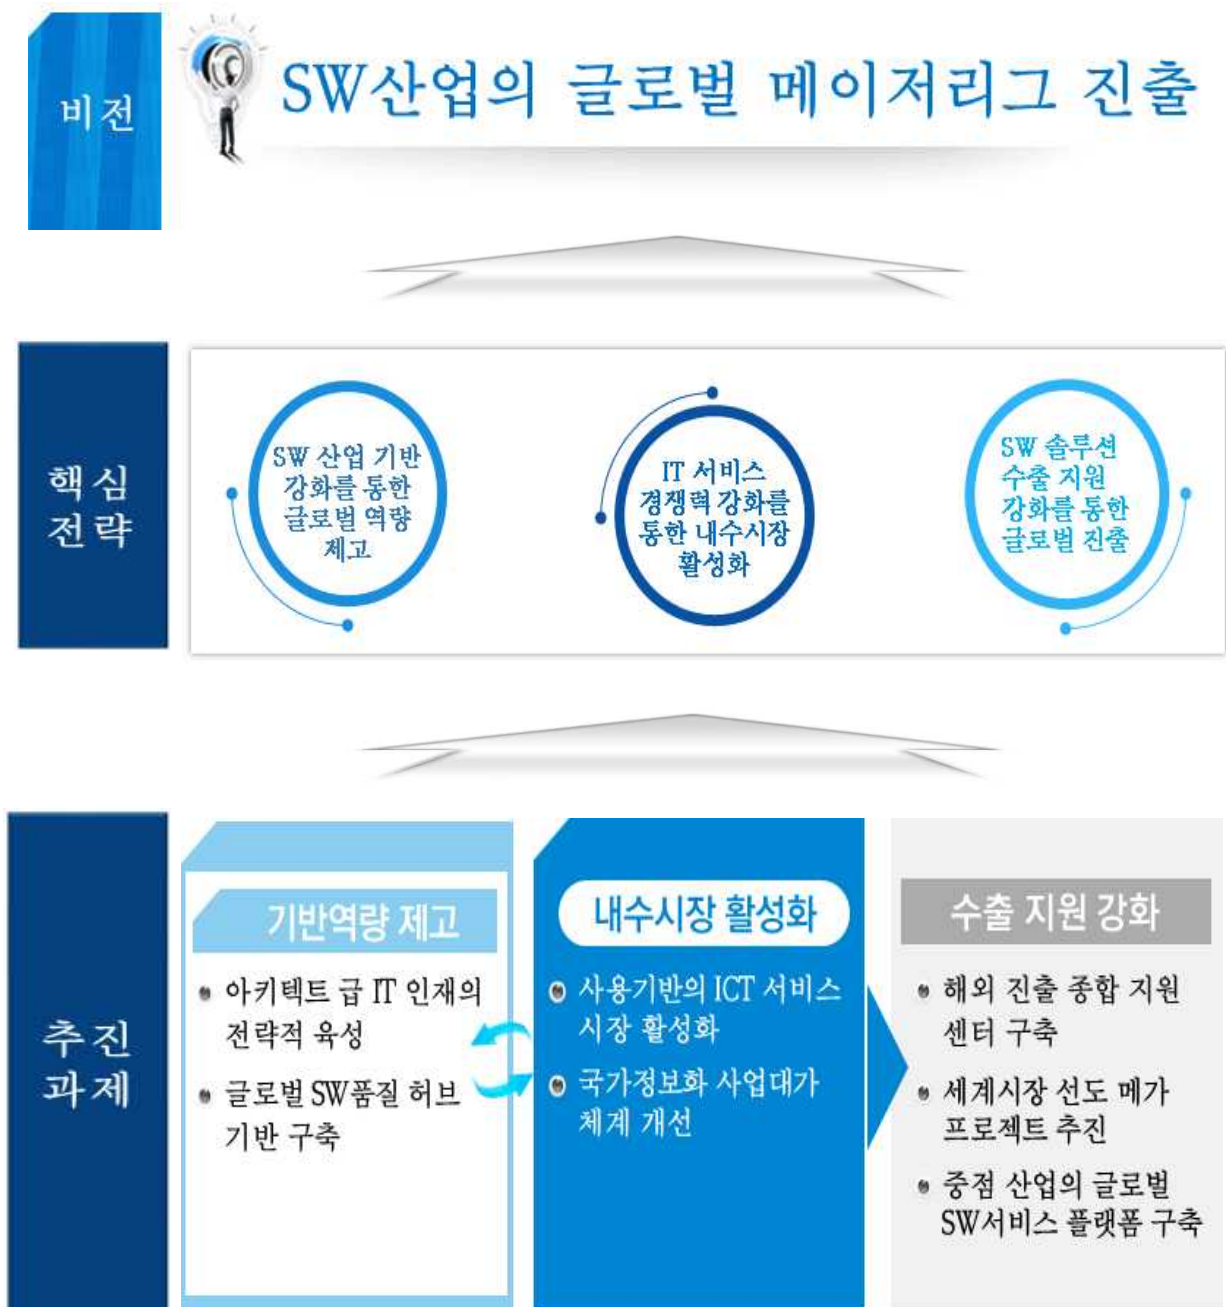 비전
SW산업의 글로벌 메이저리그 진출
핵심
전략
SW 산업 기반
강화를 통한
글로벌 역량
제고
IT 서비스
경쟁력 강화를
통한 내수시장
활성화
SW 솔루션
수출 지원
강화를 통한
글로벌 진출
추진
과제
기반역량 제고
아키텍트 급 IT 인재의
전략적 육성
글로벌 SW품질 허브
기반 구축
내수시장 활성화
사용기반의 ICT 서비스
시장 활성화
국가정보화 사업대가
체계 개선
수출 지원 강화
해외 진출 종합 지원
센터 구축
세계시장 선도 메가
프로젝트 추진
중점 산업의 글로벌
SW서비스 플랫폼 구축